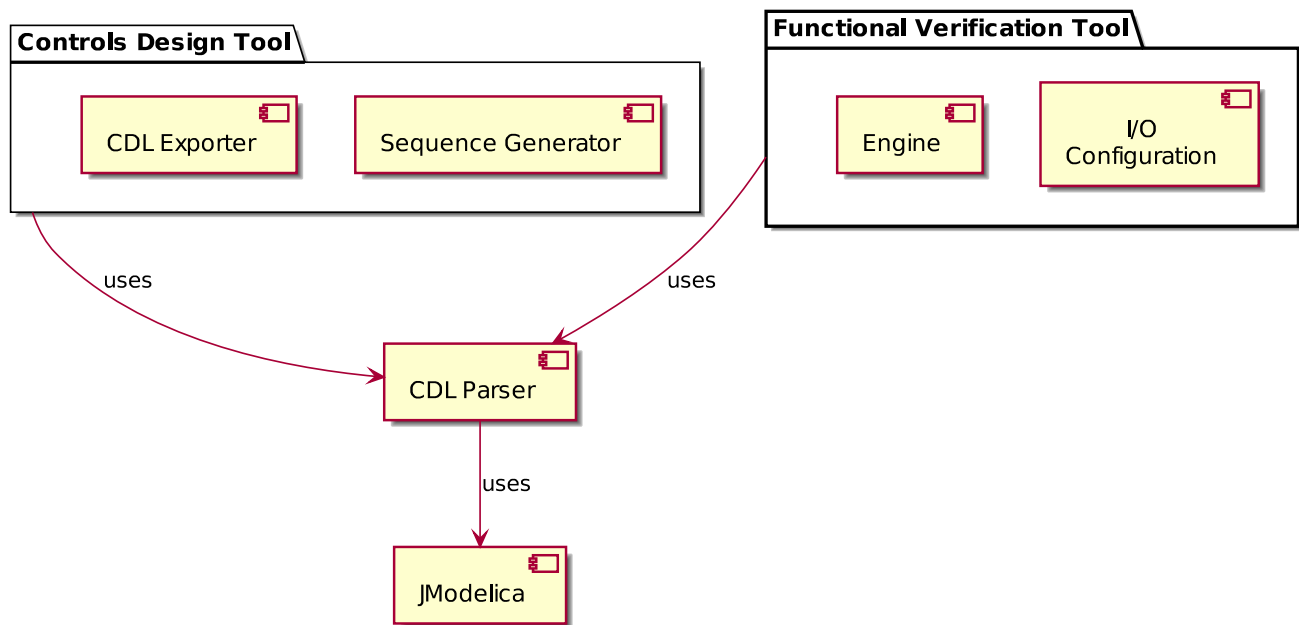 Controls Design Tool
Functional Verification Tool
CDL Exporter
Sequence Generator
Engine
I/O
Configuration
uses
uses
CDL Parser
uses
JModelica